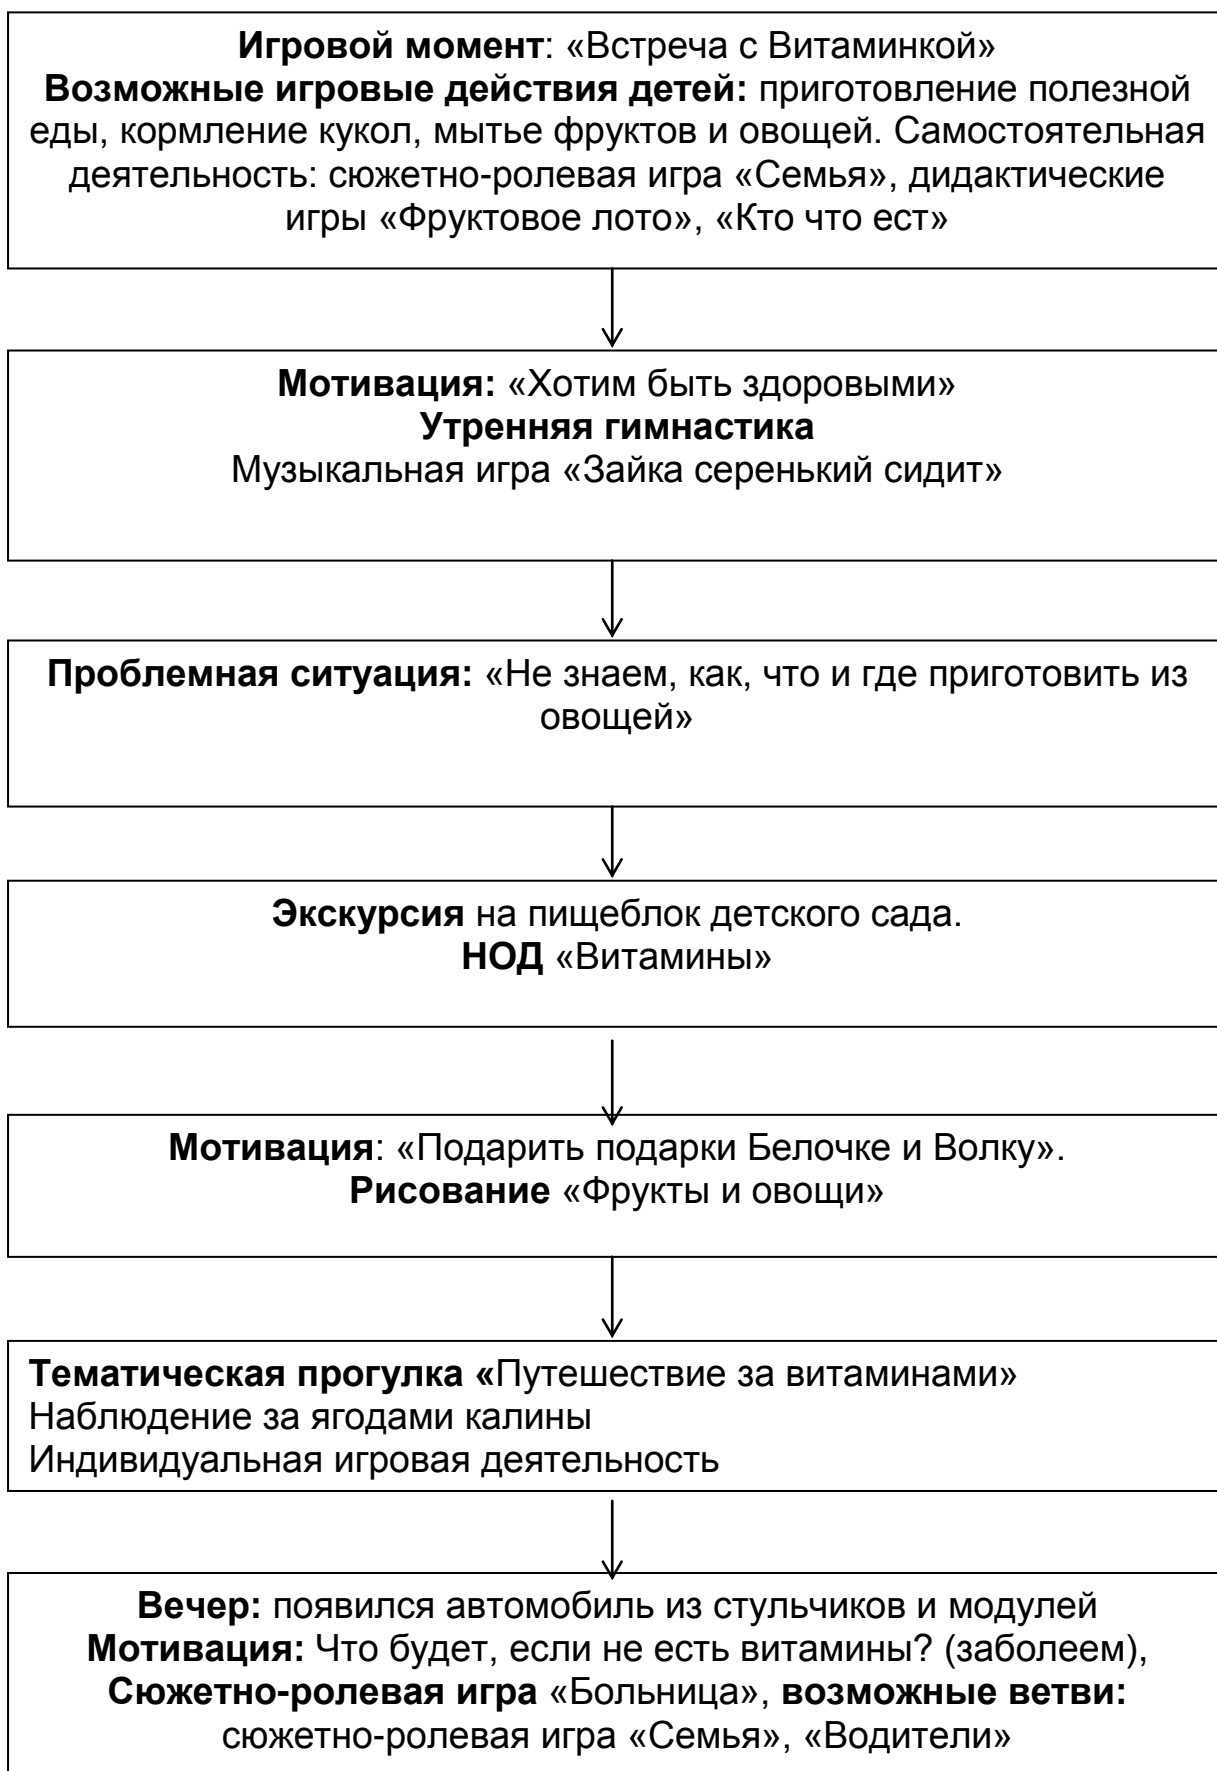 Игровой момент: «Встреча с Витаминкой»
Возможные игровые действия детей: приготовление полезной
еды, кормление кукол, мытье фруктов и овощей. Самостоятельная
деятельность: сюжетно-ролевая игра «Семья», дидактические
игры «Фруктовое лото», «Кто что ест»
Мотивация: «Хотим быть здоровыми»
Утренняя гимнастика
Музыкальная игра «Зайка серенький сидит»
Проблемная ситуация: «Не знаем, как, что и где приготовить из
овощей»
Экскурсия на пищеблок детского сада.
НОД «Витамины»
Мотивация: «Подарить подарки Белочке и Волку».
Рисование «Фрукты и овощи»
Тематическая прогулка «Путешествие за витаминами»
Наблюдение за ягодами калины
Индивидуальная игровая деятельность
Вечер: появился автомобиль из стульчиков и модулей
Мотивация: Что будет, если не есть витамины? (заболеем),
Сюжетно-ролевая игра «Больница», возможные ветви:
сюжетно-ролевая игра «Семья», «Водители»